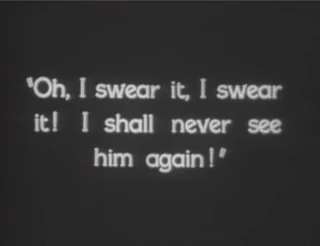 "Oh, I swear it, I swear
it! I shall never see
him again!"